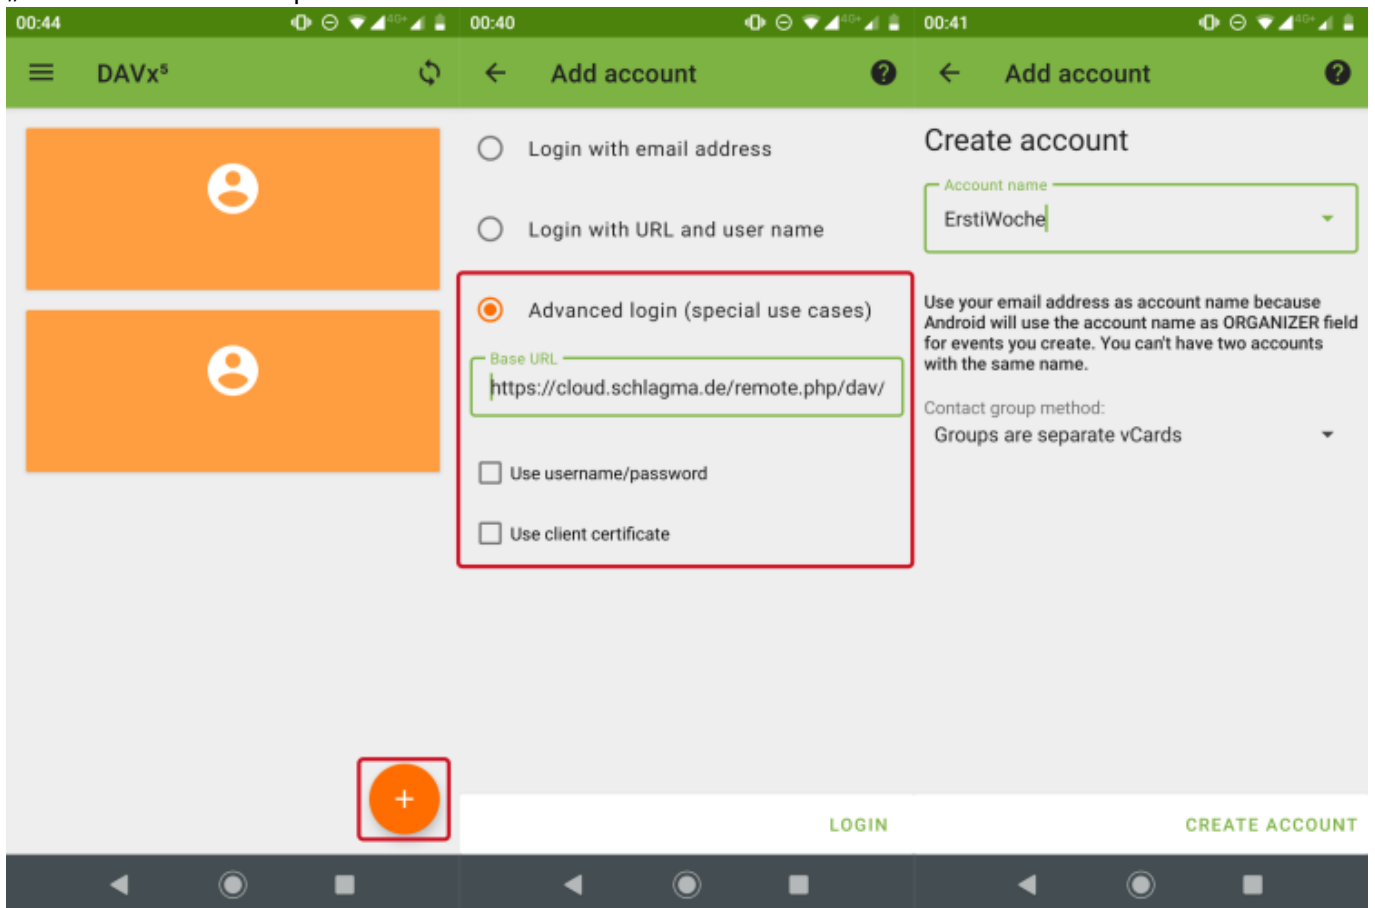 00:44
4G+
DAVx⁵
+
00:40
4G+
Add account
?
Login with email address
Login with URL and user name
Advanced login (special use cases)
Base URL
https://cloud.schlagma.de/remote.php/dav/
Use username/password
Use client certificate
LOGIN
00:41
4G+
Add account
?
Create account
Account name
ErstiWoche
Use your email address as account name because
Android will use the account name as ORGANIZER field
for events you create. You can't have two accounts
with the same name.
Contact group method:
Groups are separate vCards
CREATE ACCOUNT